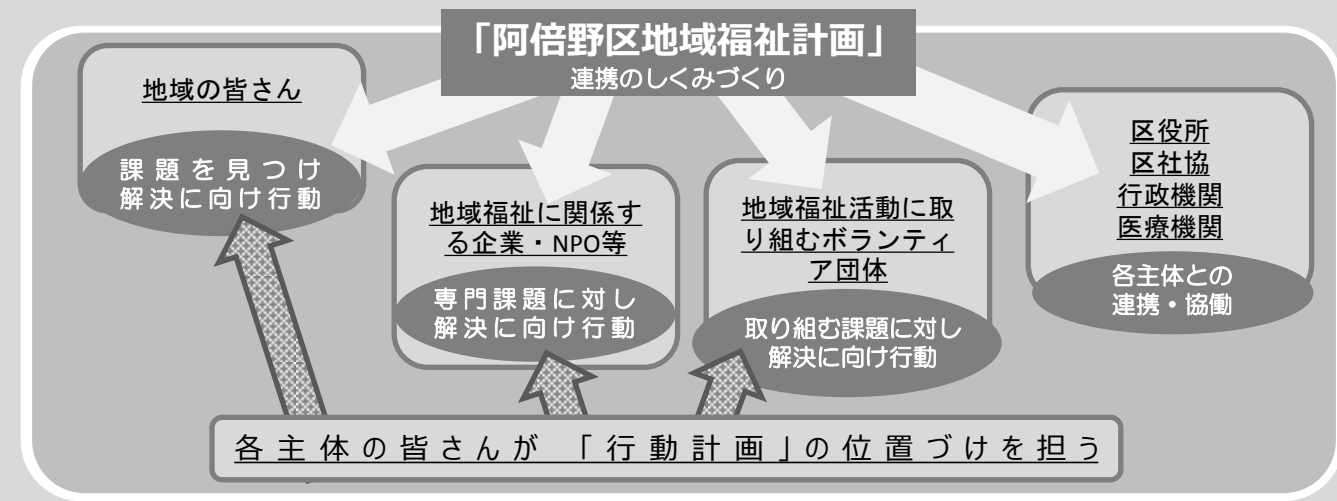 「阿倍野区地域福祉計画」
連携のしくみづくり
地域の皆さん
課題を見つけ
解決に向け行動
地域福祉に関係す
る企業・NPO等
専門課題に対し
解決に向け行動
地域福祉活動に取
り組むボランティ
ア団体
取り組む課題に対し
解決に向け行動
区役所
区社協
行政機関
医療機関
各主体との
連携・協働
各主体の皆さんが「行動計画」の位置づけを担う